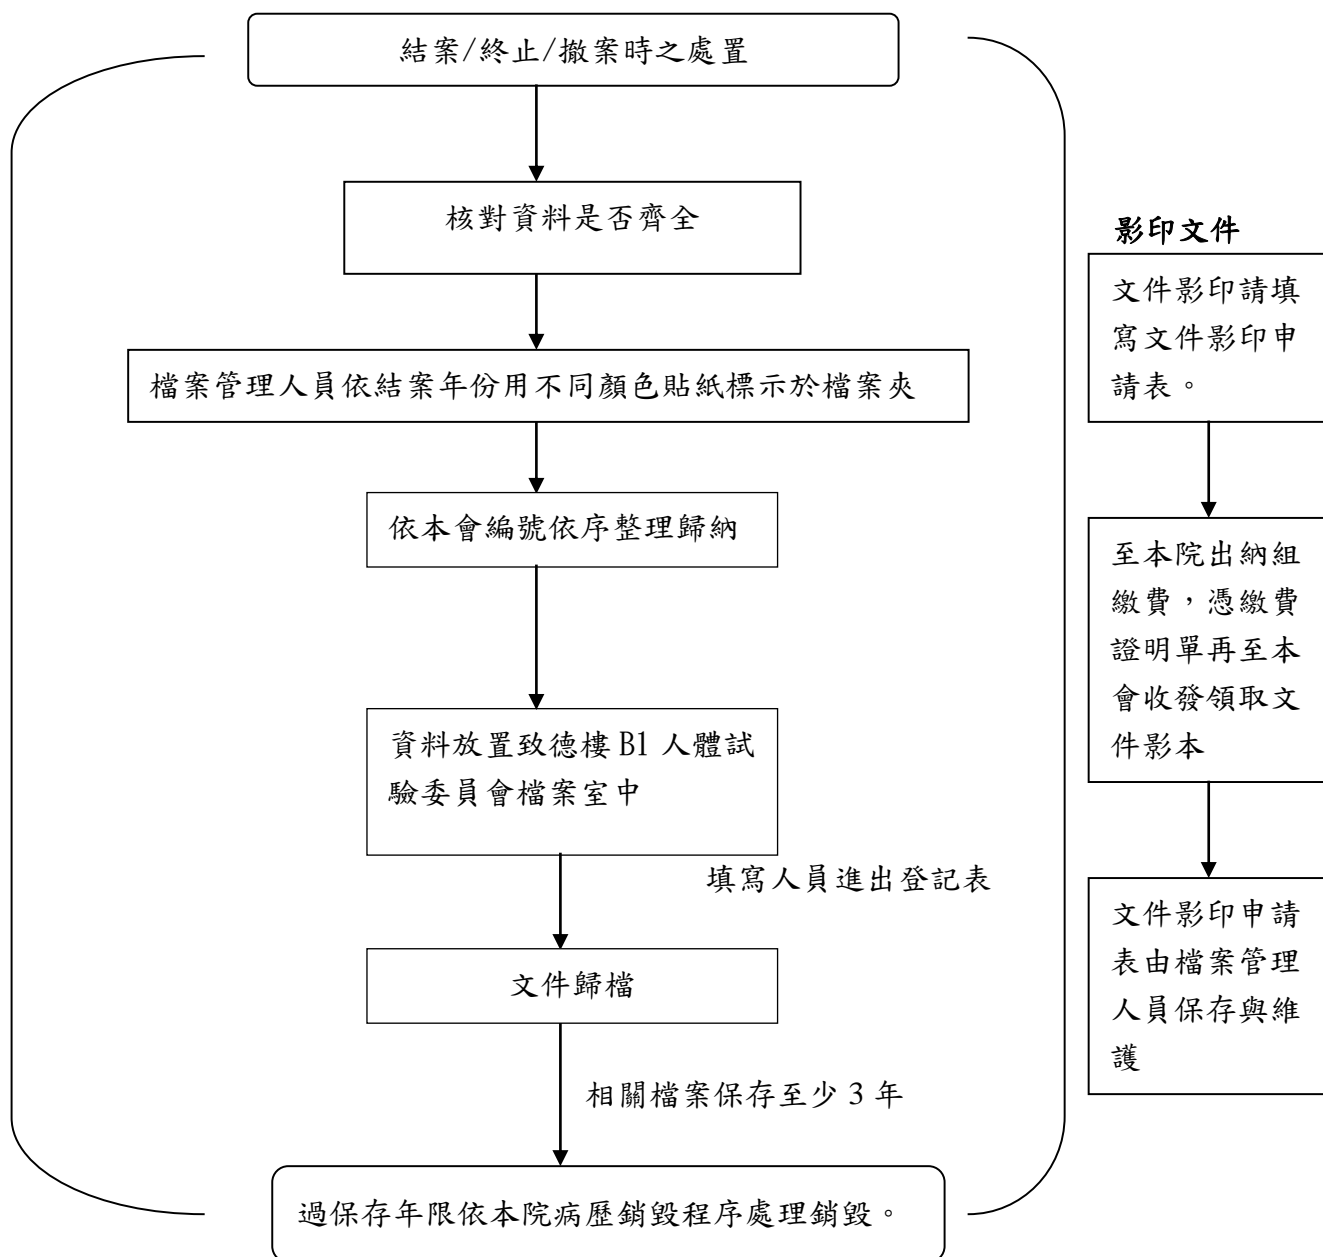 結案/終止/撤案時之處置
核對資料是否齊全
檔案管理人員依結案年份用不同顏色貼紙標示於檔案夾
依本會編號依序整理歸納
資料放置致德樓 B1 人體試
驗委員會檔案室中
填寫人員進出登記表
文件歸檔
相關檔案保存至少 3 年
過保存年限依本院病歷銷毀程序處理銷毀。
影印文件
文件影印請填
寫文件影印申
請表。
至本院出納組
繳費，憑繳費
證明單再至本
會收發領取文
件影本
文件影印申請
表由檔案管理
人員保存與維
護